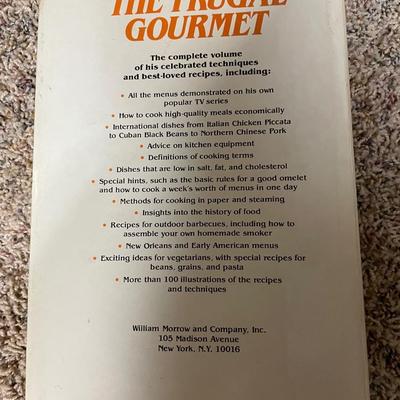 THE FRUGAL
GOURMET
The complete volume
of his celebrated techniques
and best-loved recipes, including:
• All the menus demonstrated on his own
popular TV series
• How to cook high-quality meals economically
• International dishes from Italian Chicken Piccata
to Cuban Black Beans to Northern Chinese Pork
• Advice on kitchen equipment
• Definitions of cooking terms
• Dishes that are low in salt, fat, and cholesterol
• Special hints, such as the basic rules for a good omelet
and how to cook a week's worth of menus in one day
• Methods for cooking in paper and steaming
• Insights into the history of food
• Recipes for outdoor barbecues, including how to
assemble your own homemade smoker
• New Orleans and Early American menus
• Exciting ideas for vegetarians, with special recipes for
beans, grains, and pasta
• More than 100 illustrations of the recipes
and techniques
William Morrow and Company, Inc.
105 Madison Avenue
New York, N.Y. 10016